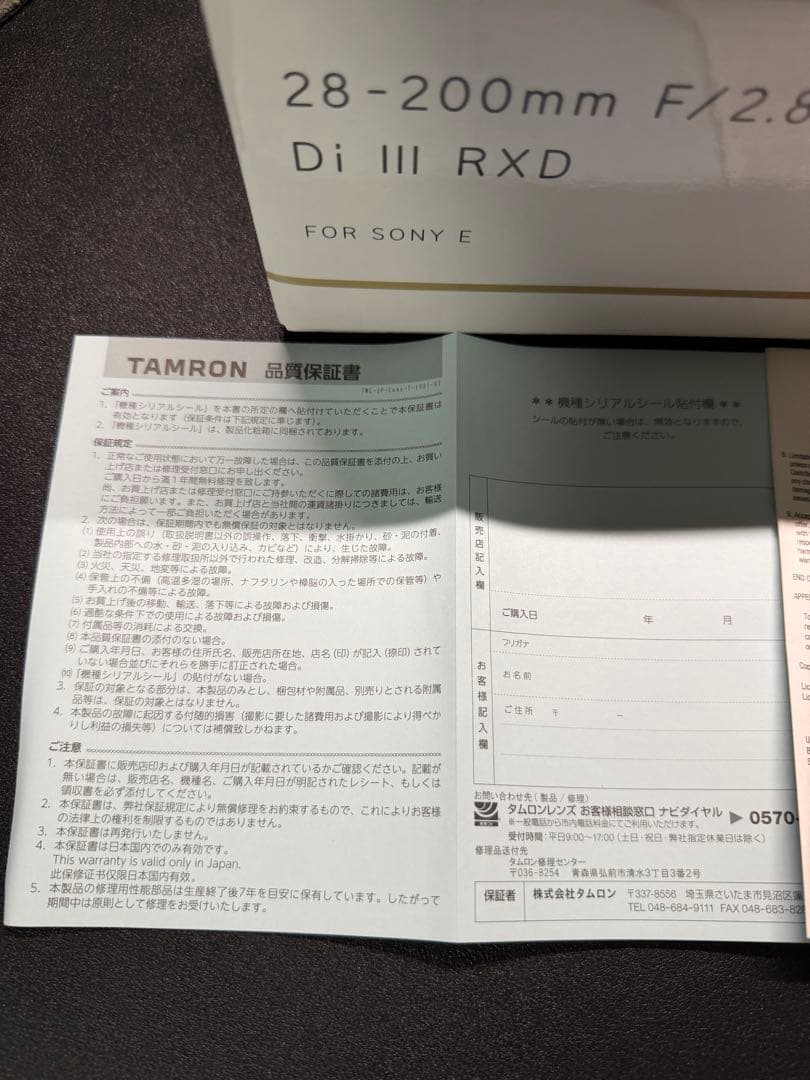 28-200mm F/2.8
Di III RXD
FOR SONY E
TAMRON 品質保証書
ご案内
1. 「機種シリアルシール」を本書の所定の欄へ貼付けていただくことで本保証書は
有効となります（保証条件は下記規定に準じます）。
2. 「機種シリアルシール」は、製品化粧箱に同梱されております。
保証規定
1. 正常なご使用状態において万一故障した場合は、この品質保証書を添付の上、お買い
上げ店または修理受付窓口にお申し出ください。
ご購入日から満1年間無料修理を致します。
尚、お買上げ店または修理受付窓口にご持参いただくに際しての諸費用は、お客様
にご負担願います。また、お買上げ店と当社間の運賃諸掛りにつきましては、輸送
方法によって一部ご負担いただく場合があります。
2. 次の場合は、保証期間内でも無償保証の対象とはなりません。
(1) 使用上の誤り（取扱説明書以外の誤操作、落下、衝撃、水掛かり、砂・泥の付着、
製品内部への水・砂・泥の入り込み、カビなど）により、生じた故障。
(2) 当社の指定する修理取扱所以外で行われた修理、改造、分解掃除等による故障。
(3) 火災、天災、地変等による故障。
(4) 保管上の不備（高温多湿の場所、ナフタリンや樟脳の入った場所での保管等）や
手入れの不備等による故障。
(5) お買上げ後の移動、輸送、落下等による故障および損傷。
(6) 過酷な条件下での使用による故障および損傷。
(7) 付属品等の消耗による交換。
(8) 本品質保証書の添付のない場合。
(9) ご購入年月日、お客様の住所氏名、販売店所在地、店名（印）が記入（捺印）されて
いない場合並びにそれらを勝手に訂正された場合。
(10) 「機種シリアルシール」の貼付がない場合。
3. 保証の対象となる部分は、本製品のみとし、梱包材や付属品、別売りとされる付属
品等は、保証の対象とはなりません。
4. 本製品の故障に起因する付随的損害（撮影に要した諸費用および撮影により得べか
りし利益の損失等）については補償致しかねます。
ご注意
1. 本保証書に販売店印および購入年月日が記載されているかご確認ください。記載が
無い場合は、販売店名、機種名、ご購入年月日が明記されたレシート、もしくは
領収書を必ず添付してください。
2. 本保証書は、弊社保証規定により無償修理をお約束するもので、これによりお客様
の法律上の権利を制限するものではありません。
3. 本保証書は再発行いたしません。
4. 本保証書は日本国内でのみ有効です。
This warranty is valid only in Japan.
此保修证书仅限日本国内有效。
5. 本製品の修理用性能部品は生産終了後7年を目安に保有しています。したがって
期間中は原則として修理をお受けいたします。
＊＊機種シリアルシール貼付欄＊＊
シールの貼付が無い場合は、無効となりますので、
ご注意ください。
販売店記入欄
ご購入日 年 月
お客様記入欄
フリガナ
お名前
ご住所 〒 −
お問い合わせ先（製品／修理）
タムロンレンズ お客様相談窓口 ナビダイヤル ▶ 0570-
※一般電話から市内電話料金にてご利用いただけます。
受付時間：平日9:00～17:00（土日・祝日・弊社指定休業日は除く）
修理品送付先
タムロン修理センター
〒036-8254 青森県弘前市清水3丁目3番2号
保証者 株式会社タムロン 〒337-8556 埼玉県さいたま市見沼区
TEL 048-684-9111 FAX 048-683-82